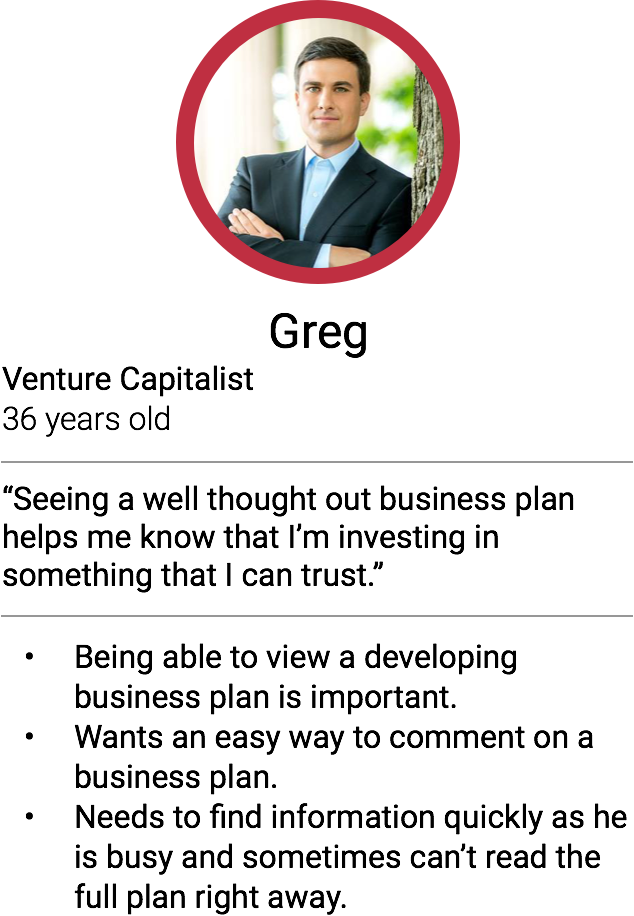 Greg
Venture Capitalist
36 years old
“Seeing a well thought out business plan
helps me know that I’m investing in
something that I can trust.”
• Being able to view a developing
business plan is important.
• Wants an easy way to comment on a
business plan.
• Needs to find information quickly as he
is busy and sometimes can’t read the
full plan right away.